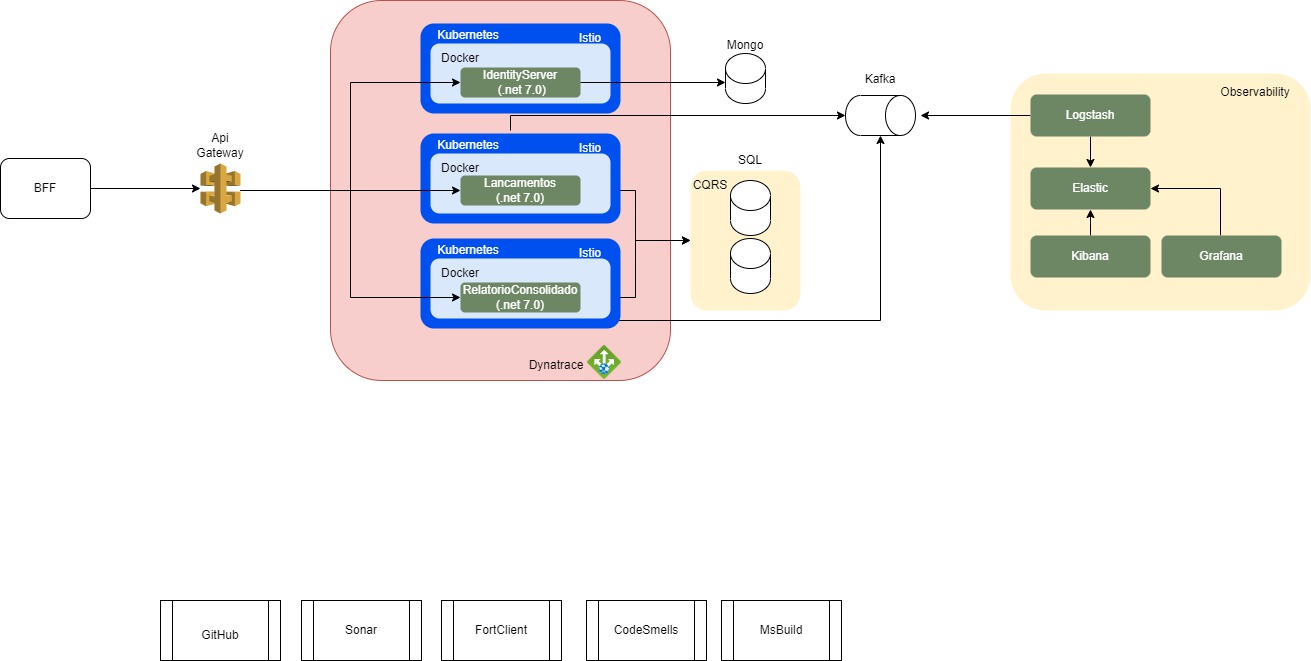 BFF
Api
Gateway
Kubernetes
Istio
Docker
IdentityServer
(.net 7.0)
Kubernetes
Istio
Docker
Lancamentos
(.net 7.0)
Kubernetes
Istio
Docker
RelatorioConsolidado
(.net 7.0)
Dynatrace
Mongo
SQL
CQRS
Kafka
Observability
Logstash
Elastic
Kibana
Grafana
GitHub
Sonar
FortClient
CodeSmells
MsBuild